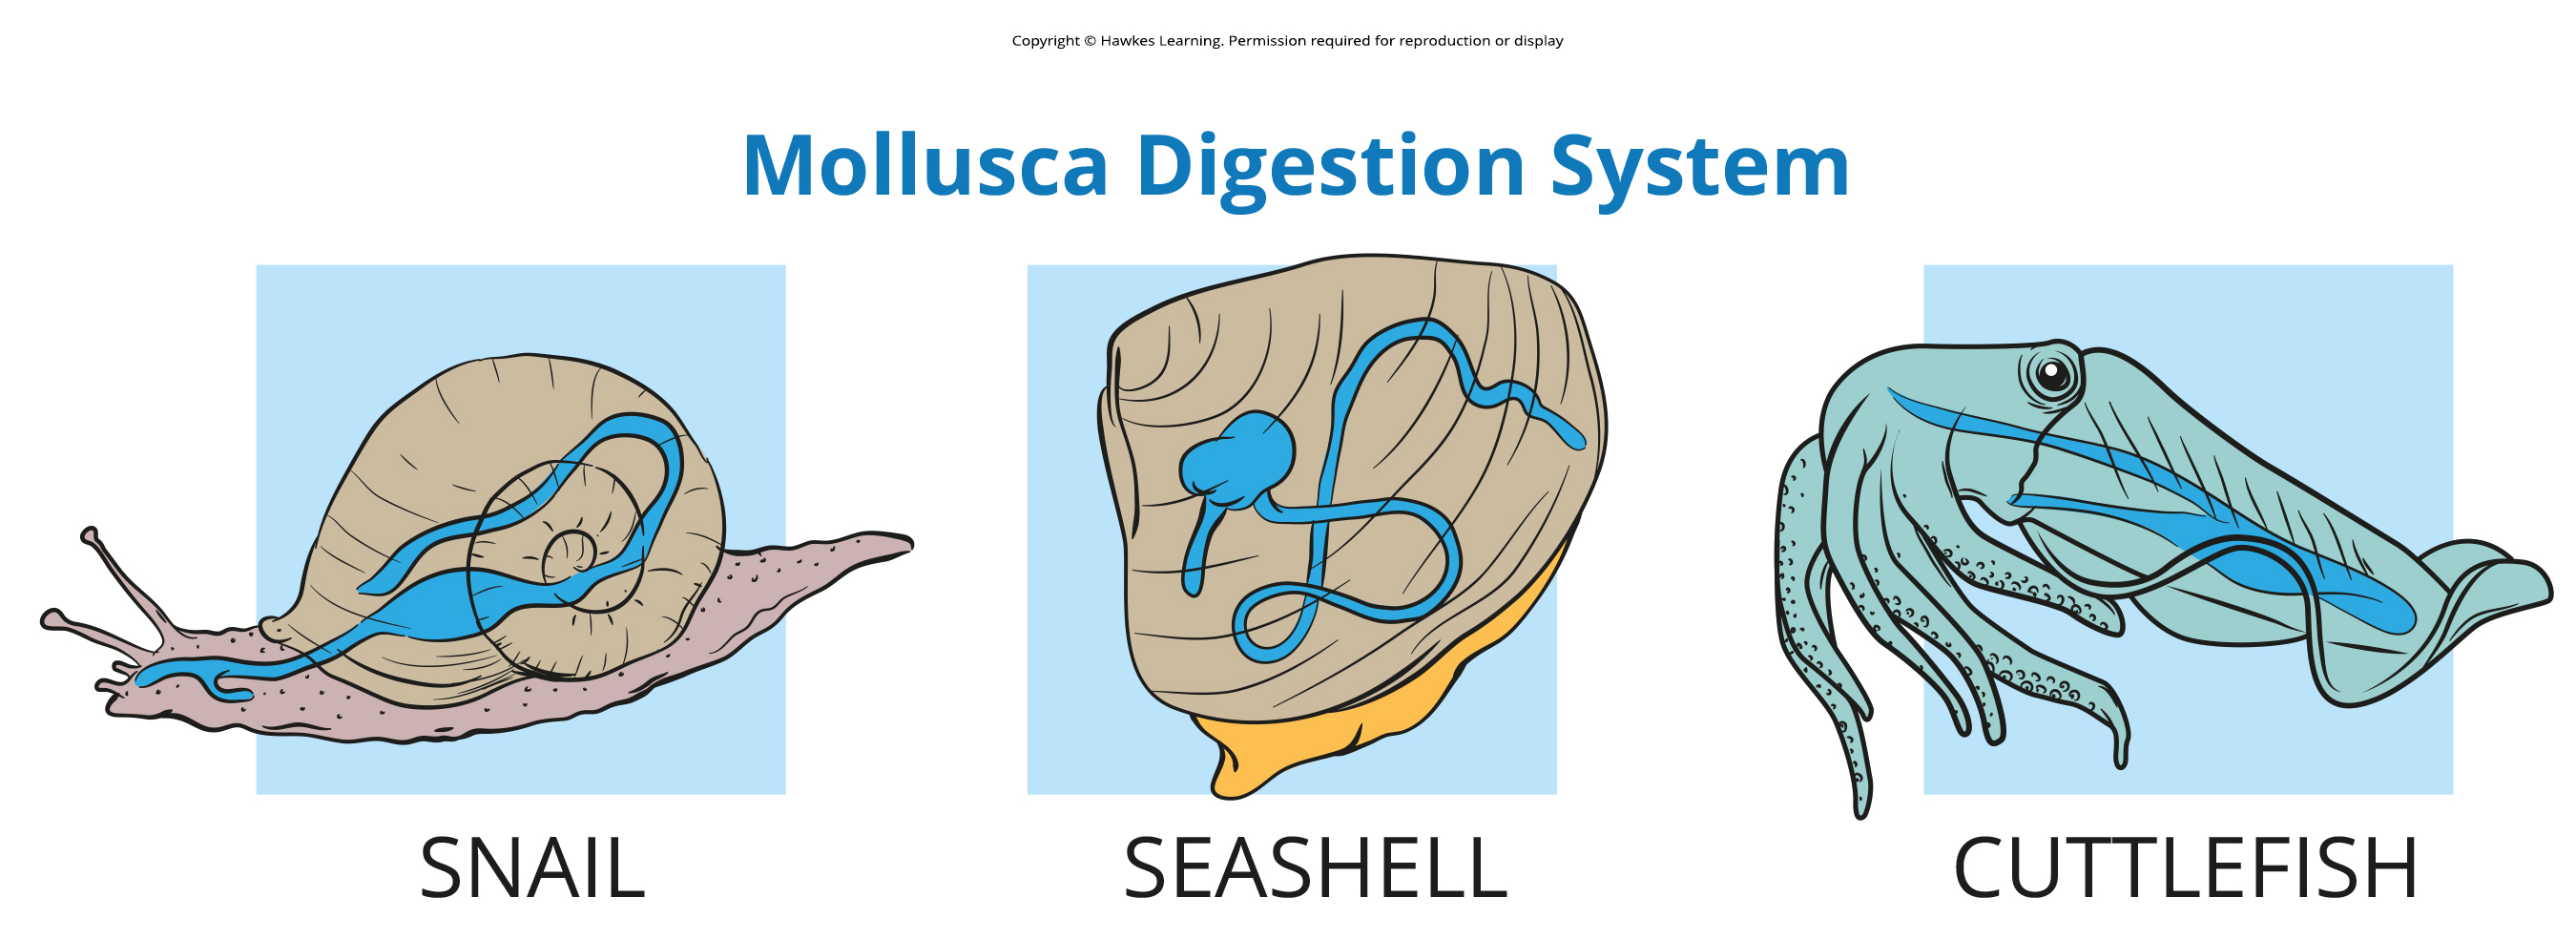 Copyright © Hawkes Learning. Permission required for reproduction or display
Mollusca Digestion System
SNAIL
SEASHELL
CUTTLEFISH